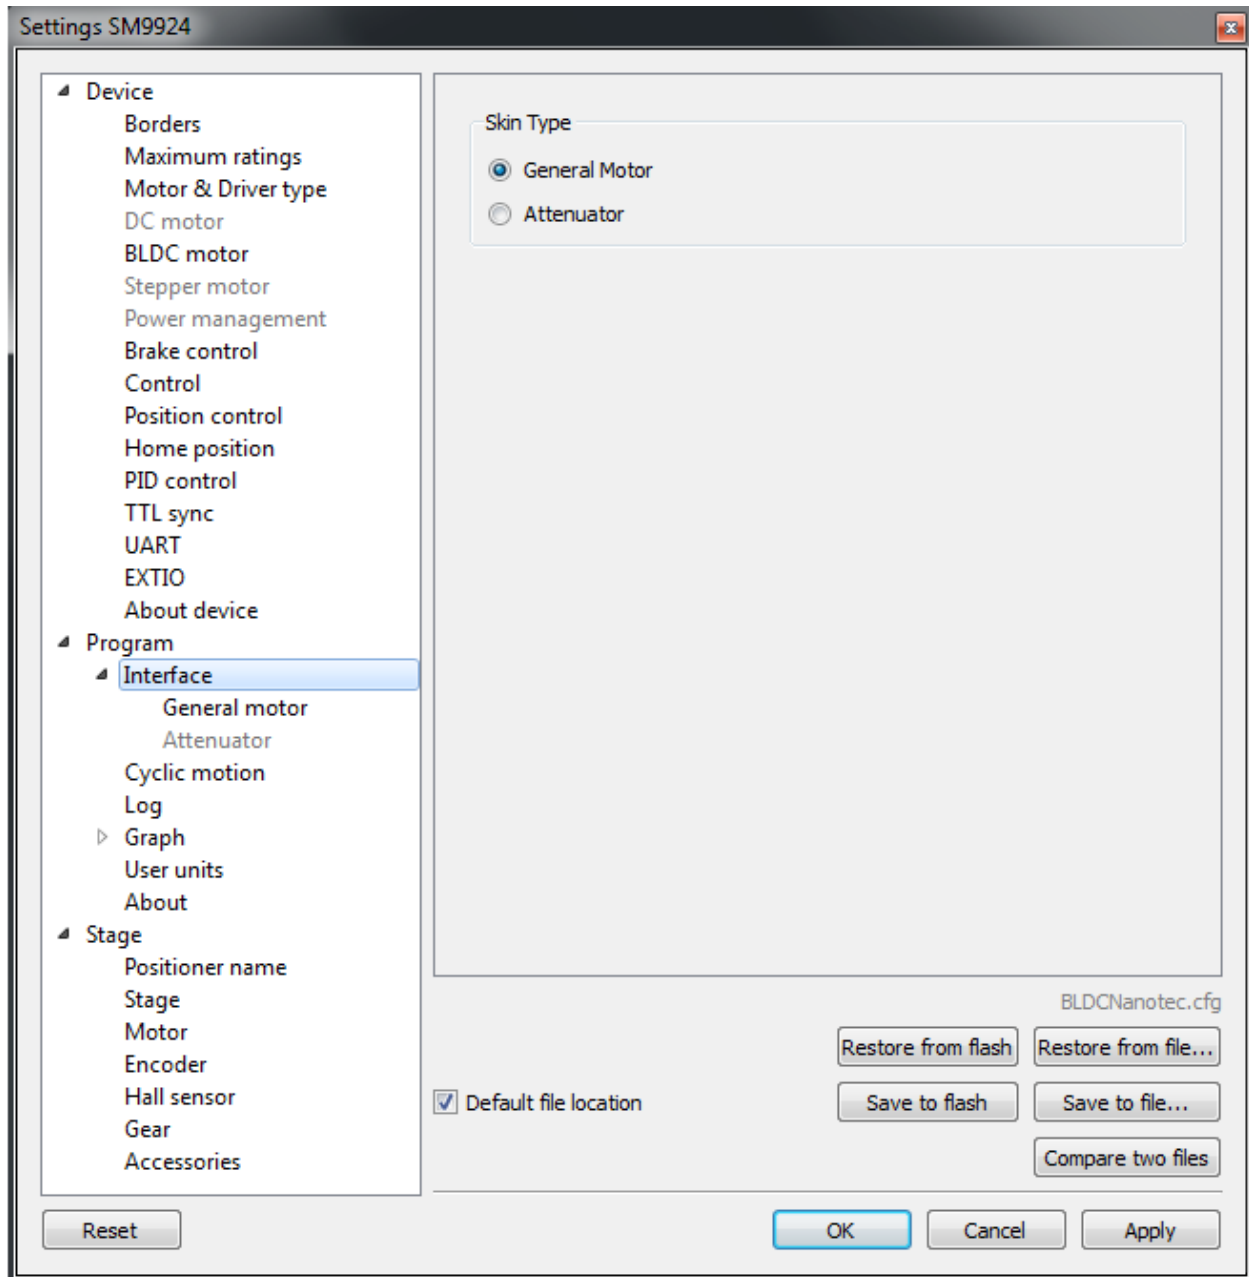 Settings SM9924
Device
Borders
Maximum ratings
Motor & Driver type
DC motor
BLDC motor
Stepper motor
Power management
Brake control
Control
Position control
Home position
PID control
TTL sync
UART
EXTIO
About device
Program
Interface
General motor
Attenuator
Cyclic motion
Log
Graph
User units
About
Stage
Positioner name
Stage
Motor
Encoder
Hall sensor
Gear
Accessories
Skin Type
General Motor
Attenuator
BLDCNanotec.cfg
Restore from flash Restore from file...
Default file location Save to flash Save to file...
Compare two files
Reset OK Cancel Apply